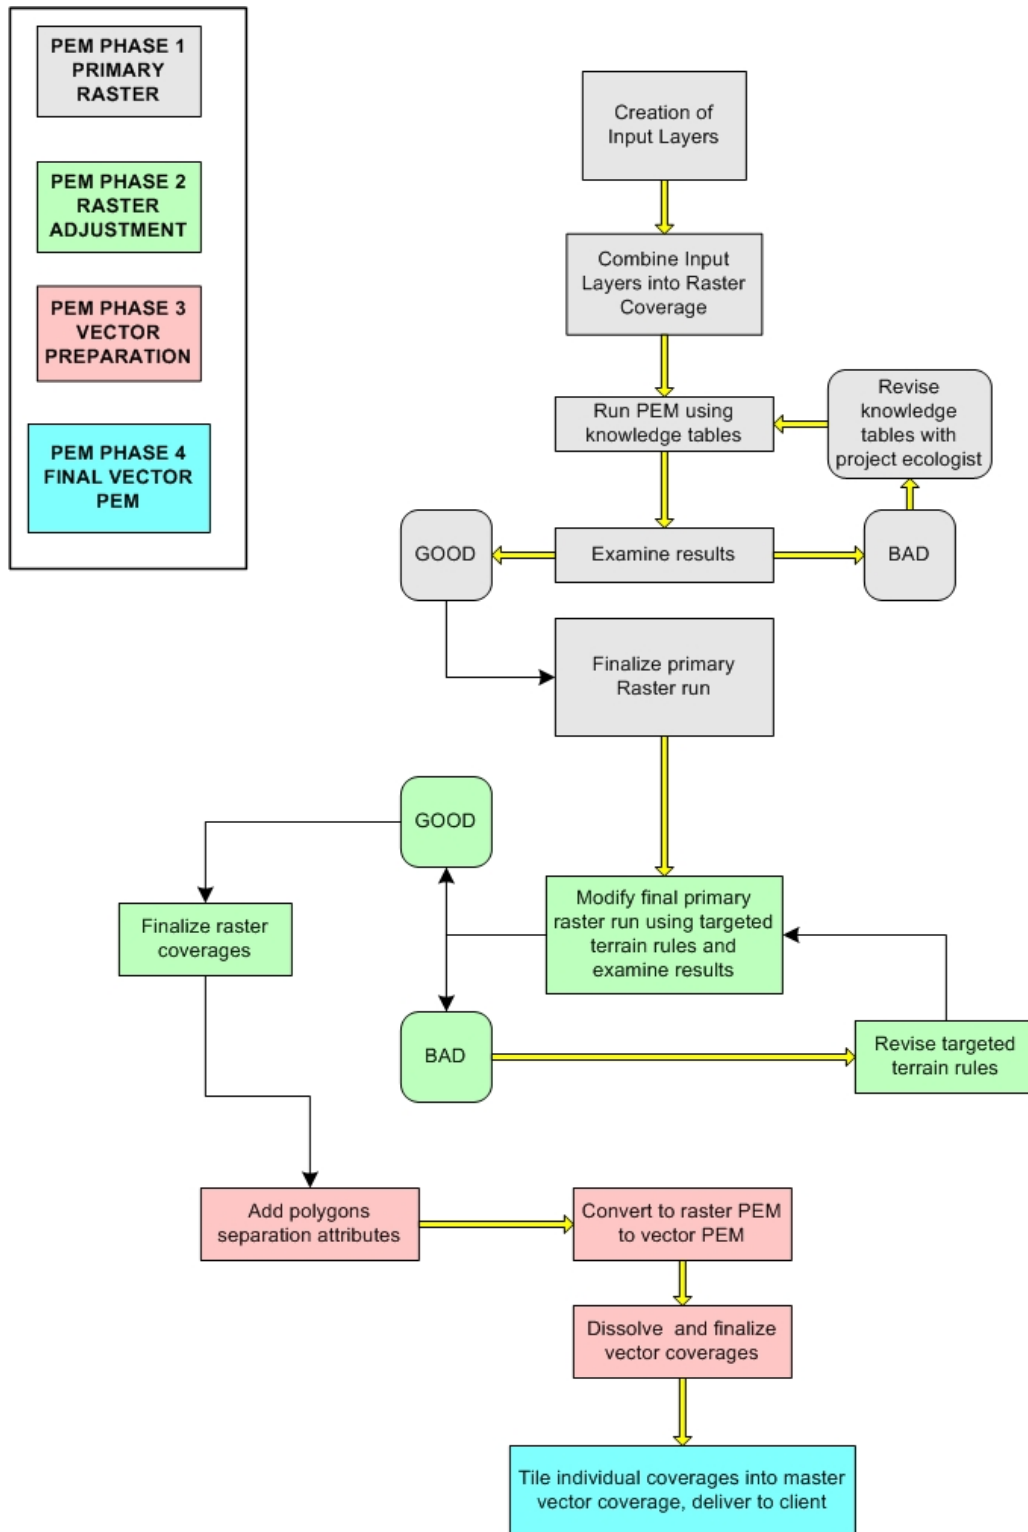 PEM PHASE 1
PRIMARY
RASTER
PEM PHASE 2
RASTER
ADJUSTMENT
PEM PHASE 3
VECTOR
PREPARATION
PEM PHASE 4
FINAL VECTOR
PEM
Creation of
Input Layers
Combine Input
Layers into Raster
Coverage
Run PEM using
knowledge tables
Revise
knowledge
tables with
project ecologist
GOOD
Examine results
BAD
Finalize primary
Raster run
GOOD
Finalize raster
coverages
Modify final primary
raster run using targeted
terrain rules and
examine results
BAD
Revise targeted
terrain rules
Add polygons
separation attributes
Convert to raster PEM
to vector PEM
Dissolve and finalize
vector coverages
Tile individual coverages into master
vector coverage, deliver to client